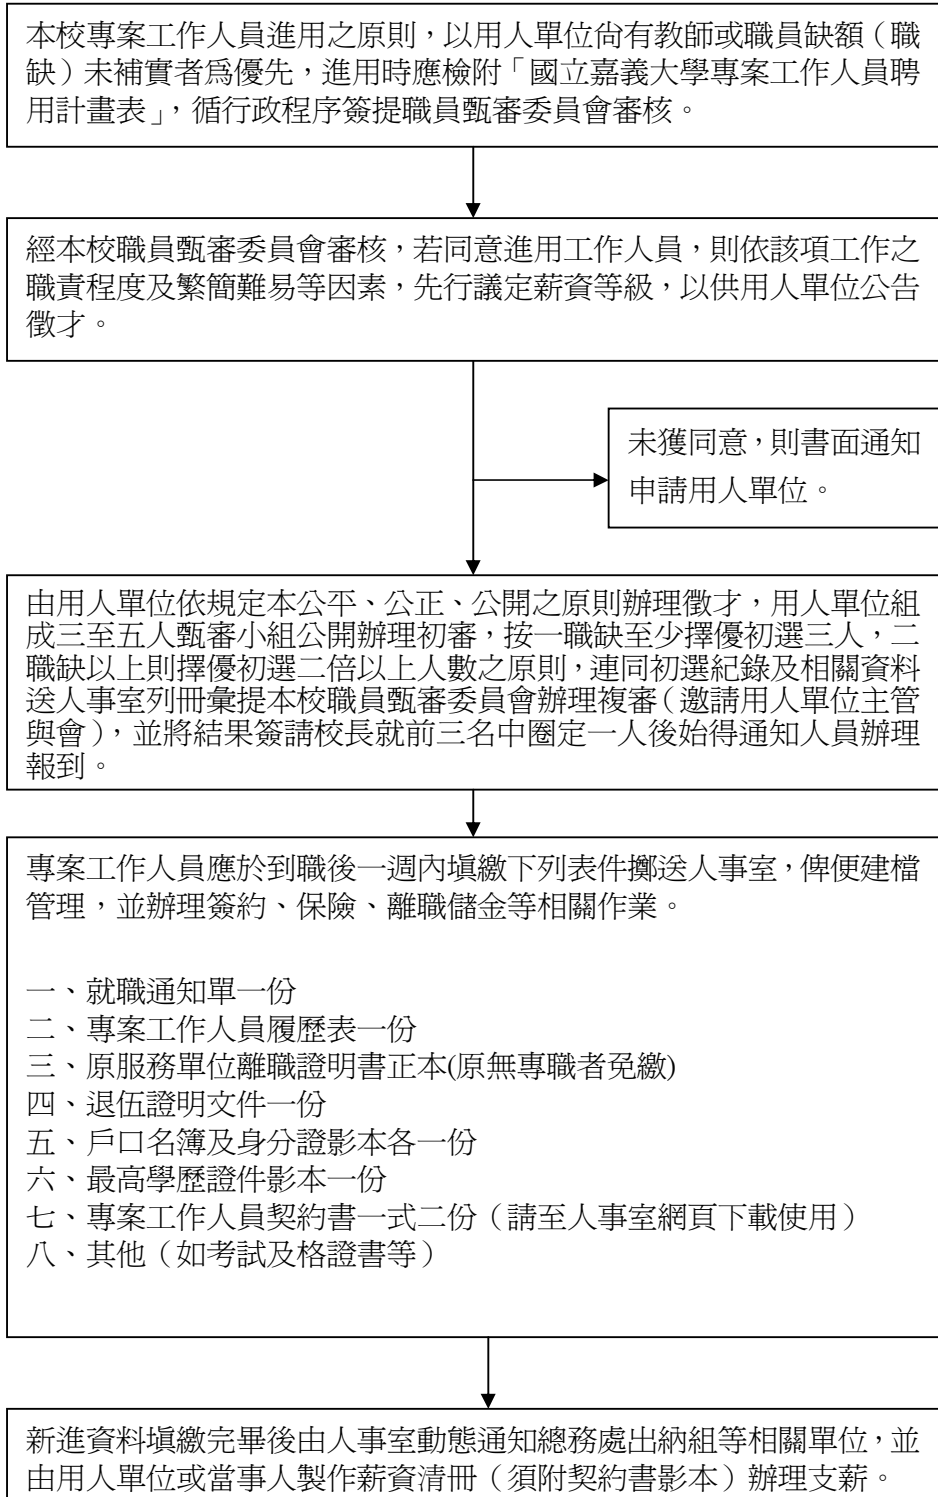 本校專案工作人員進用之原則，以用人單位尚有教師或職員缺額（職
缺）未補實者為優先，進用時應檢附「國立嘉義大學專案工作人員聘
用計畫表」，循行政程序簽提職員甄審委員會審核。
經本校職員甄審委員會審核，若同意進用工作人員，則依該項工作之
職責程度及繁簡難易等因素，先行議定薪資等級，以供用人單位公告
徵才。
未獲同意，則書面通知
申請用人單位。
由用人單位依規定本公平、公正、公開之原則辦理徵才，用人單位組
成三至五人甄審小組公開辦理初審，按一職缺至少擇優初選三人，二
職缺以上則擇優初選二倍以上人數之原則，連同初選紀錄及相關資料
送人事室列冊彙提本校職員甄審委員會辦理複審（邀請用人單位主管
與會），並將結果簽請校長就前三名中圈定一人後始得通知人員辦理
報到。
專案工作人員應於到職後一週內填繳下列表件擲送人事室，俾便建檔
管理，並辦理簽約、保險、離職儲金等相關作業。
一、就職通知單一份
二、專案工作人員履歷表一份
三、原服務單位離職證明書正本(原無專職者免繳)
四、退伍證明文件一份
五、戶口名簿及身分證影本各一份
六、最高學歷證件影本一份
七、專案工作人員契約書一式二份（請至人事室網頁下載使用）
八、其他（如考試及格證書等）
新進資料填繳完畢後由人事室動態通知總務處出納組等相關單位，並
由用人單位或當事人製作薪資清冊（須附契約書影本）辦理支薪。